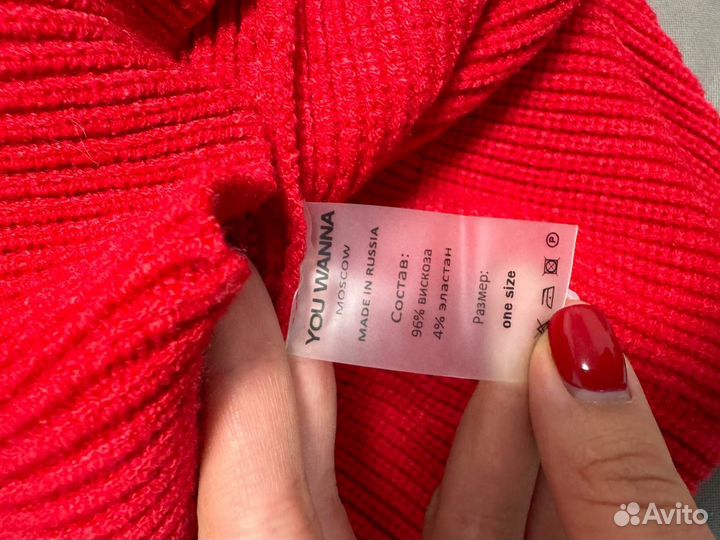 YOU WANNA
MOSCOW
MADE IN RUSSIA
Состав:
96% вискоза
4% эластан
Размер:
one size
P
Avito